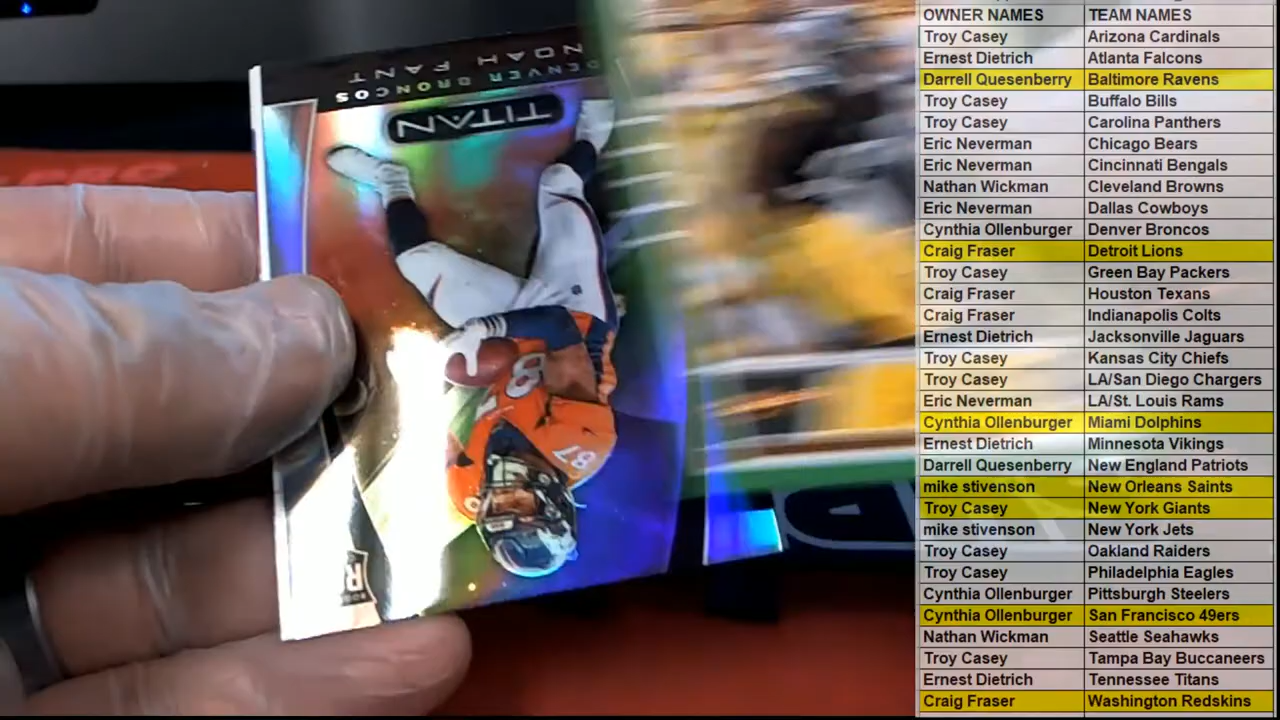 NOAH FANT
DENVER BRONCOS
TITAN
87
OWNER NAMES TEAM NAMES
Troy Casey Arizona Cardinals
Ernest Dietrich Atlanta Falcons
Darrell Quesenberry Baltimore Ravens
Troy Casey Buffalo Bills
Troy Casey Carolina Panthers
Eric Neverman Chicago Bears
Eric Neverman Cincinnati Bengals
Nathan Wickman Cleveland Browns
Eric Neverman Dallas Cowboys
Cynthia Ollenburger Denver Broncos
Craig Fraser Detroit Lions
Troy Casey Green Bay Packers
Craig Fraser Houston Texans
Craig Fraser Indianapolis Colts
Ernest Dietrich Jacksonville Jaguars
Troy Casey Kansas City Chiefs
Troy Casey LA/San Diego Chargers
Eric Neverman LA/St. Louis Rams
Cynthia Ollenburger Miami Dolphins
Ernest Dietrich Minnesota Vikings
Darrell Quesenberry New England Patriots
mike stivenson New Orleans Saints
Troy Casey New York Giants
mike stivenson New York Jets
Troy Casey Oakland Raiders
Troy Casey Philadelphia Eagles
Cynthia Ollenburger Pittsburgh Steelers
Cynthia Ollenburger San Francisco 49ers
Nathan Wickman Seattle Seahawks
Troy Casey Tampa Bay Buccaneers
Ernest Dietrich Tennessee Titans
Craig Fraser Washington Redskins